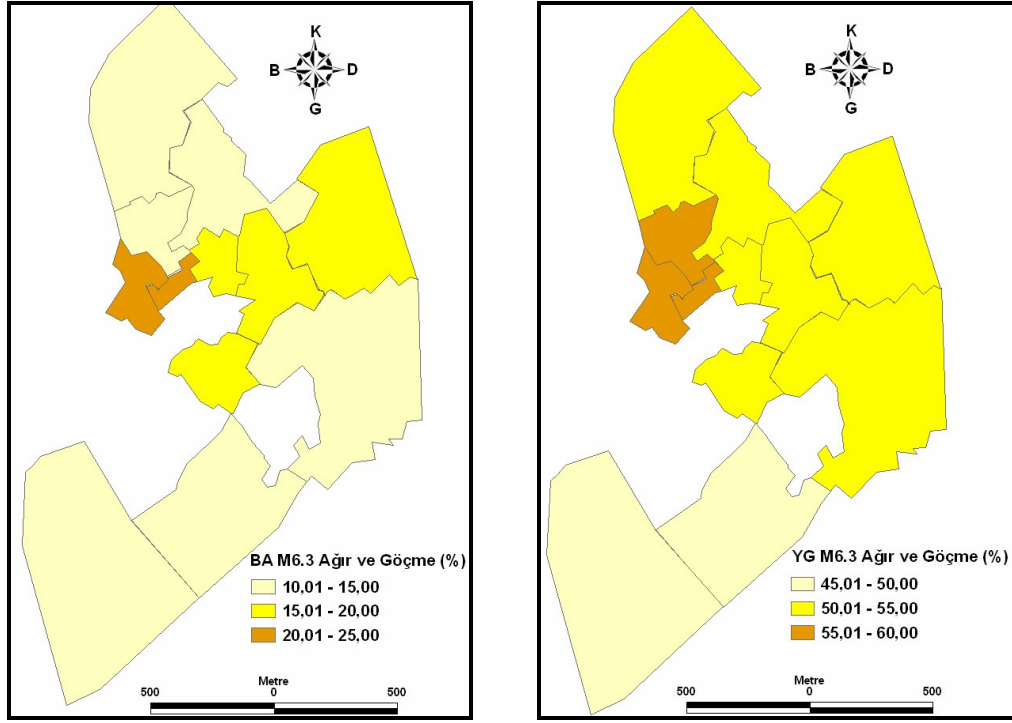 K
B
D
G
BA M6.3 Ağır ve Göçme (%)
10,01 - 15,00
15,01 - 20,00
20,01 - 25,00
Metre
500
0
500
K
B
D
G
YG M6.3 Ağır ve Göçme (%)
45,01 - 50,00
50,01 - 55,00
55,01 - 60,00
Metre
500
0
500